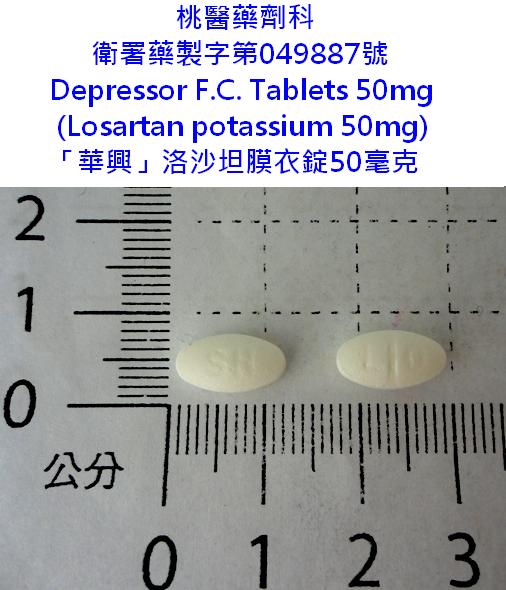 桃醫藥劑科
衛署藥製字第049887號
Depressor F.C. Tablets 50mg
(Losartan potassium 50mg)
「華興」洛沙坦膜衣錠50毫克
2
1
0
公分
SH
0 1 2 3